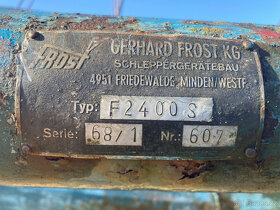 FROST
GERHARD FROST KG
SCHLEPPERGERÄTEBAU
4951 FRIEDEWALDE, MINDEN/WESTF
Typ: F2400 S
Serie: 68/1 Nr.: 607